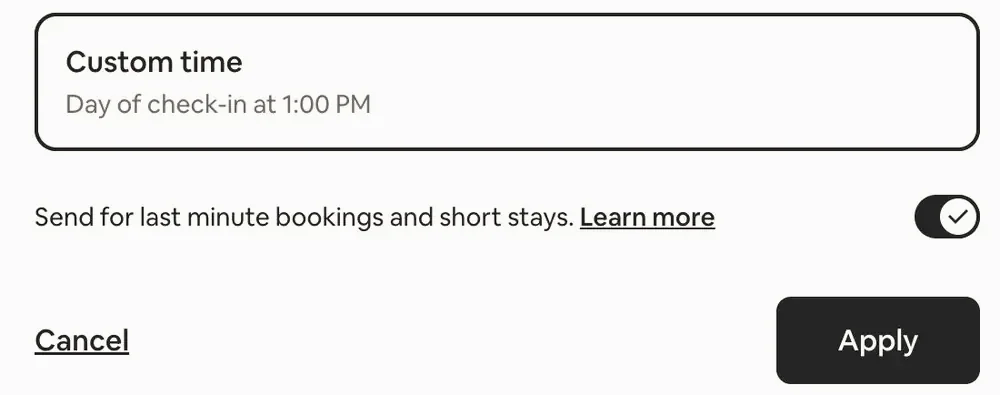 Custom time
Day of check-in at 1:00 PM
Send for last minute bookings and short stays. Learn more
Cancel
Apply